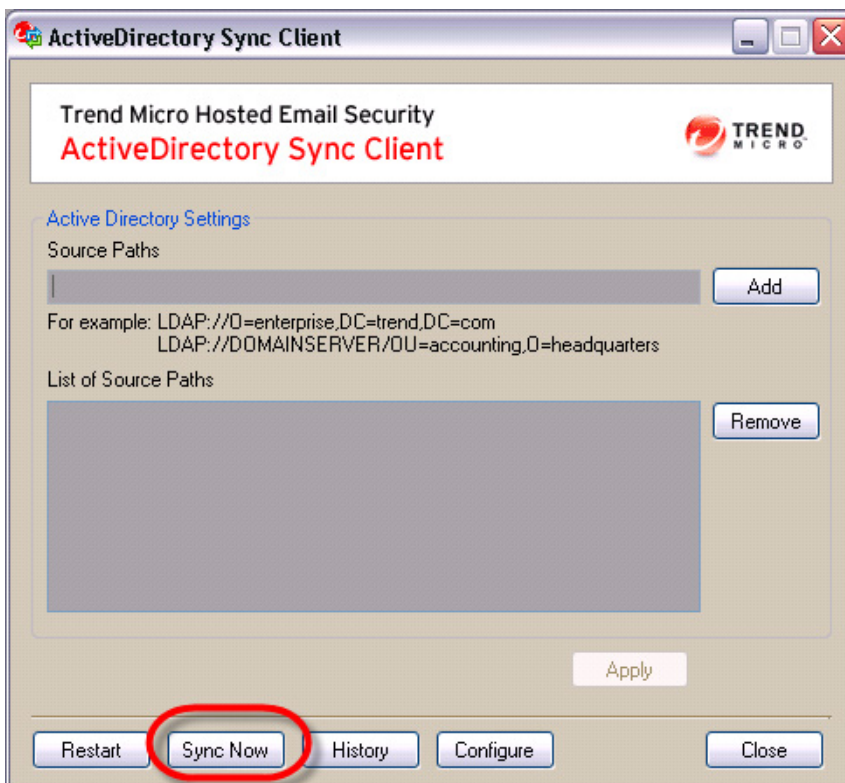 ActiveDirectory Sync Client
Trend Micro Hosted Email Security
ActiveDirectory Sync Client
TREND
MICRO
Active Directory Settings
Source Paths
Add
For example: LDAP://O=enterprise,DC=trend,DC=com
LDAP://DOMAINSERVER/OU=accounting,O=headquarters
List of Source Paths
Remove
Apply
Restart
Sync Now
History
Configure
Close